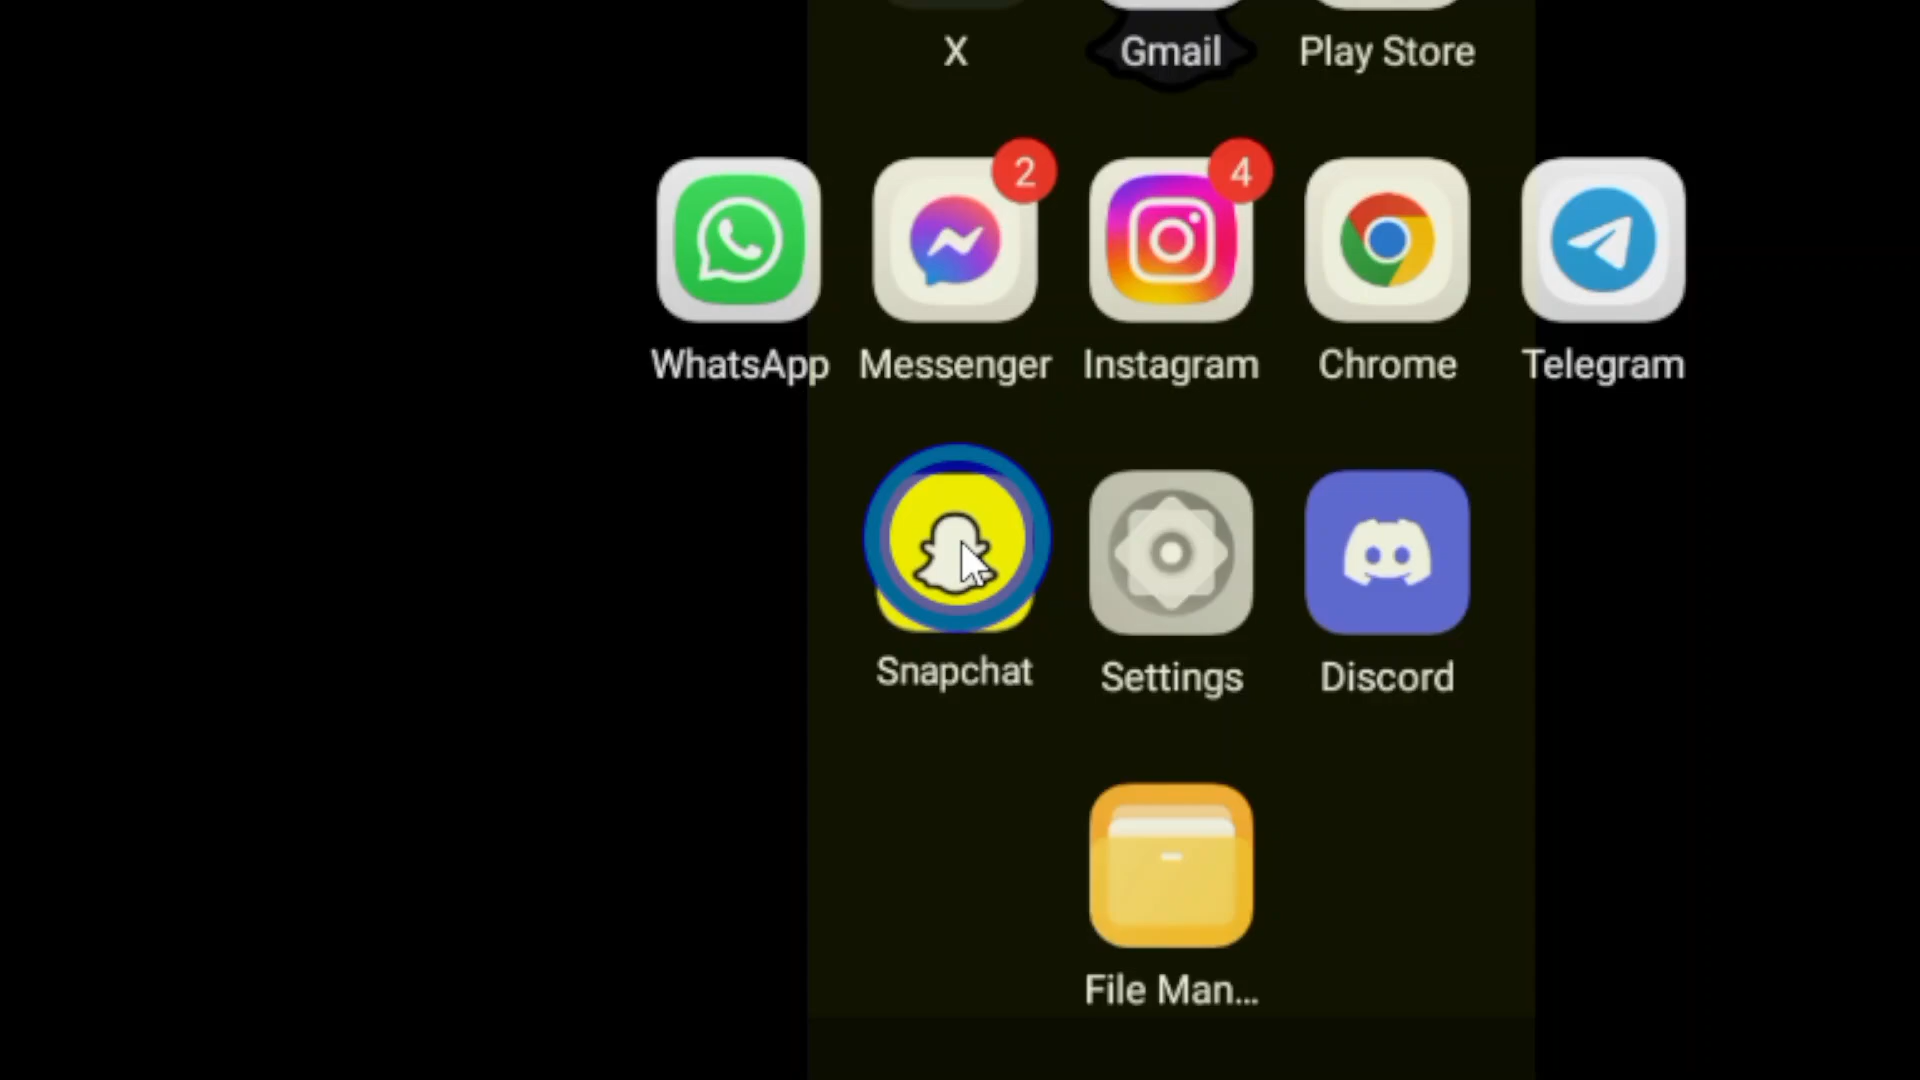 X Gmail Play Store
2 4
WhatsApp Messenger Instagram Chrome Telegram
Snapchat Settings Discord
File Man...